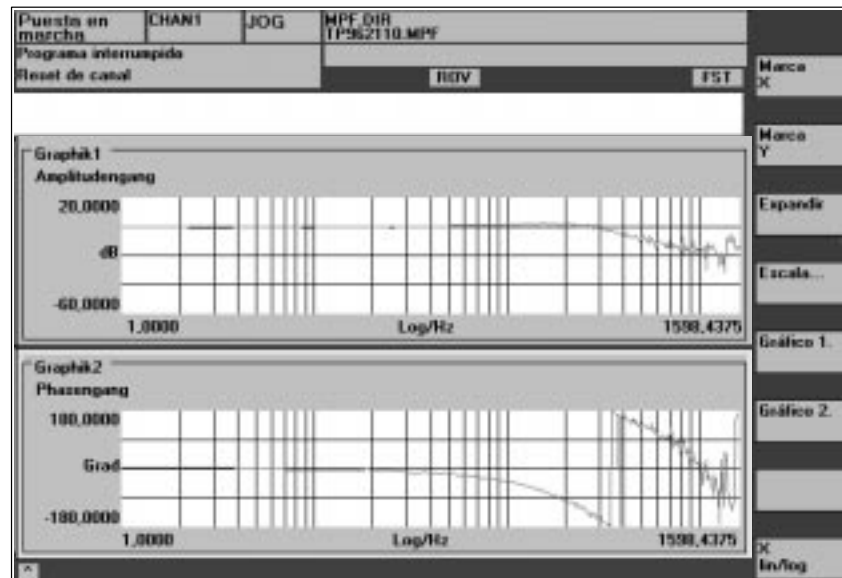 Puesta en
marcha
CHAN1
JOG
MPF.DIR
TP962110.MPF
Programa interrumpido
Reset de canal
ROV
FST
Marca
X
Marca
Y
Expandir
Escala...
Gráfico 1.
Gráfico 2.
X
lin/log
Graphik1
Amplitudengang
20,0000
dB
-60,0000
1,0000
Log/Hz
1598,4375
Graphik2
Phasengang
180,0000
Grad
-180,0000
1,0000
Log/Hz
1598,4375
^